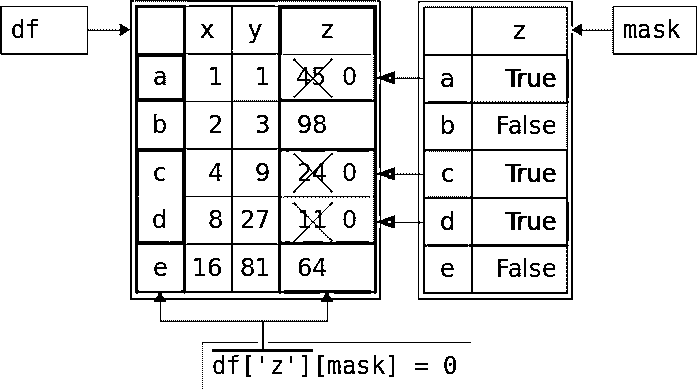 df x y z z mask
a 1 1 45 0 a True
b 2 3 98 b False
c 4 9 24 0 c True
d 8 27 11 0 d True
e 16 81 64 e False
df['z'][mask] = 0